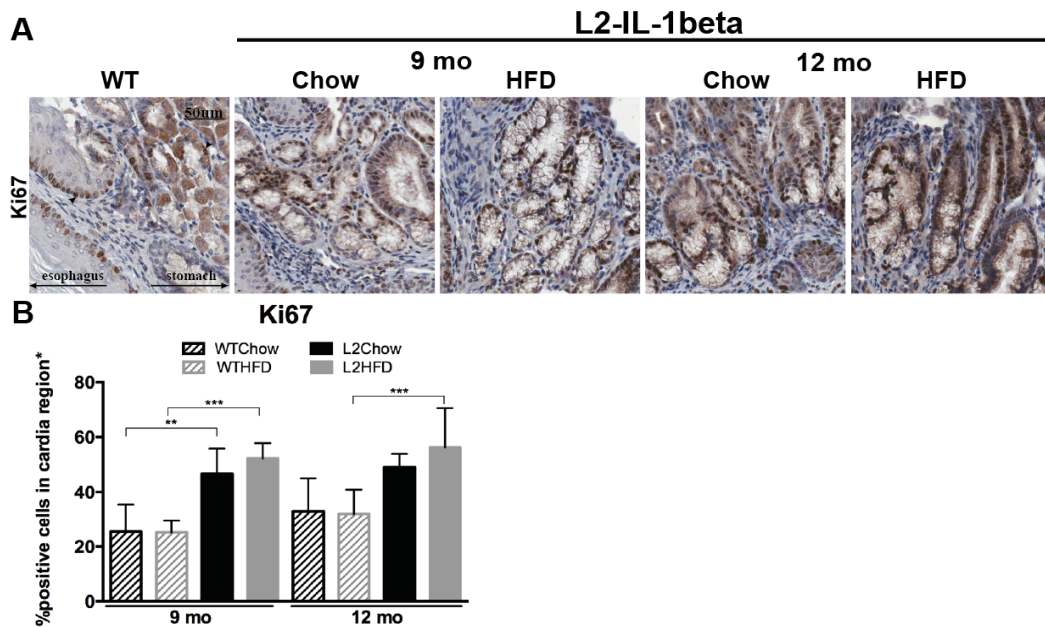 A
L2-IL-1beta
9 mo
12 mo
WT
Chow
HFD
Chow
HFD
50um
Ki67
esophagus
stomach
B
Ki67
WTChow
L2Chow
WTHFD
L2HFD
%positive cells in cardia region*
80
60
40
20
0
**
***
***
9 mo
12 mo